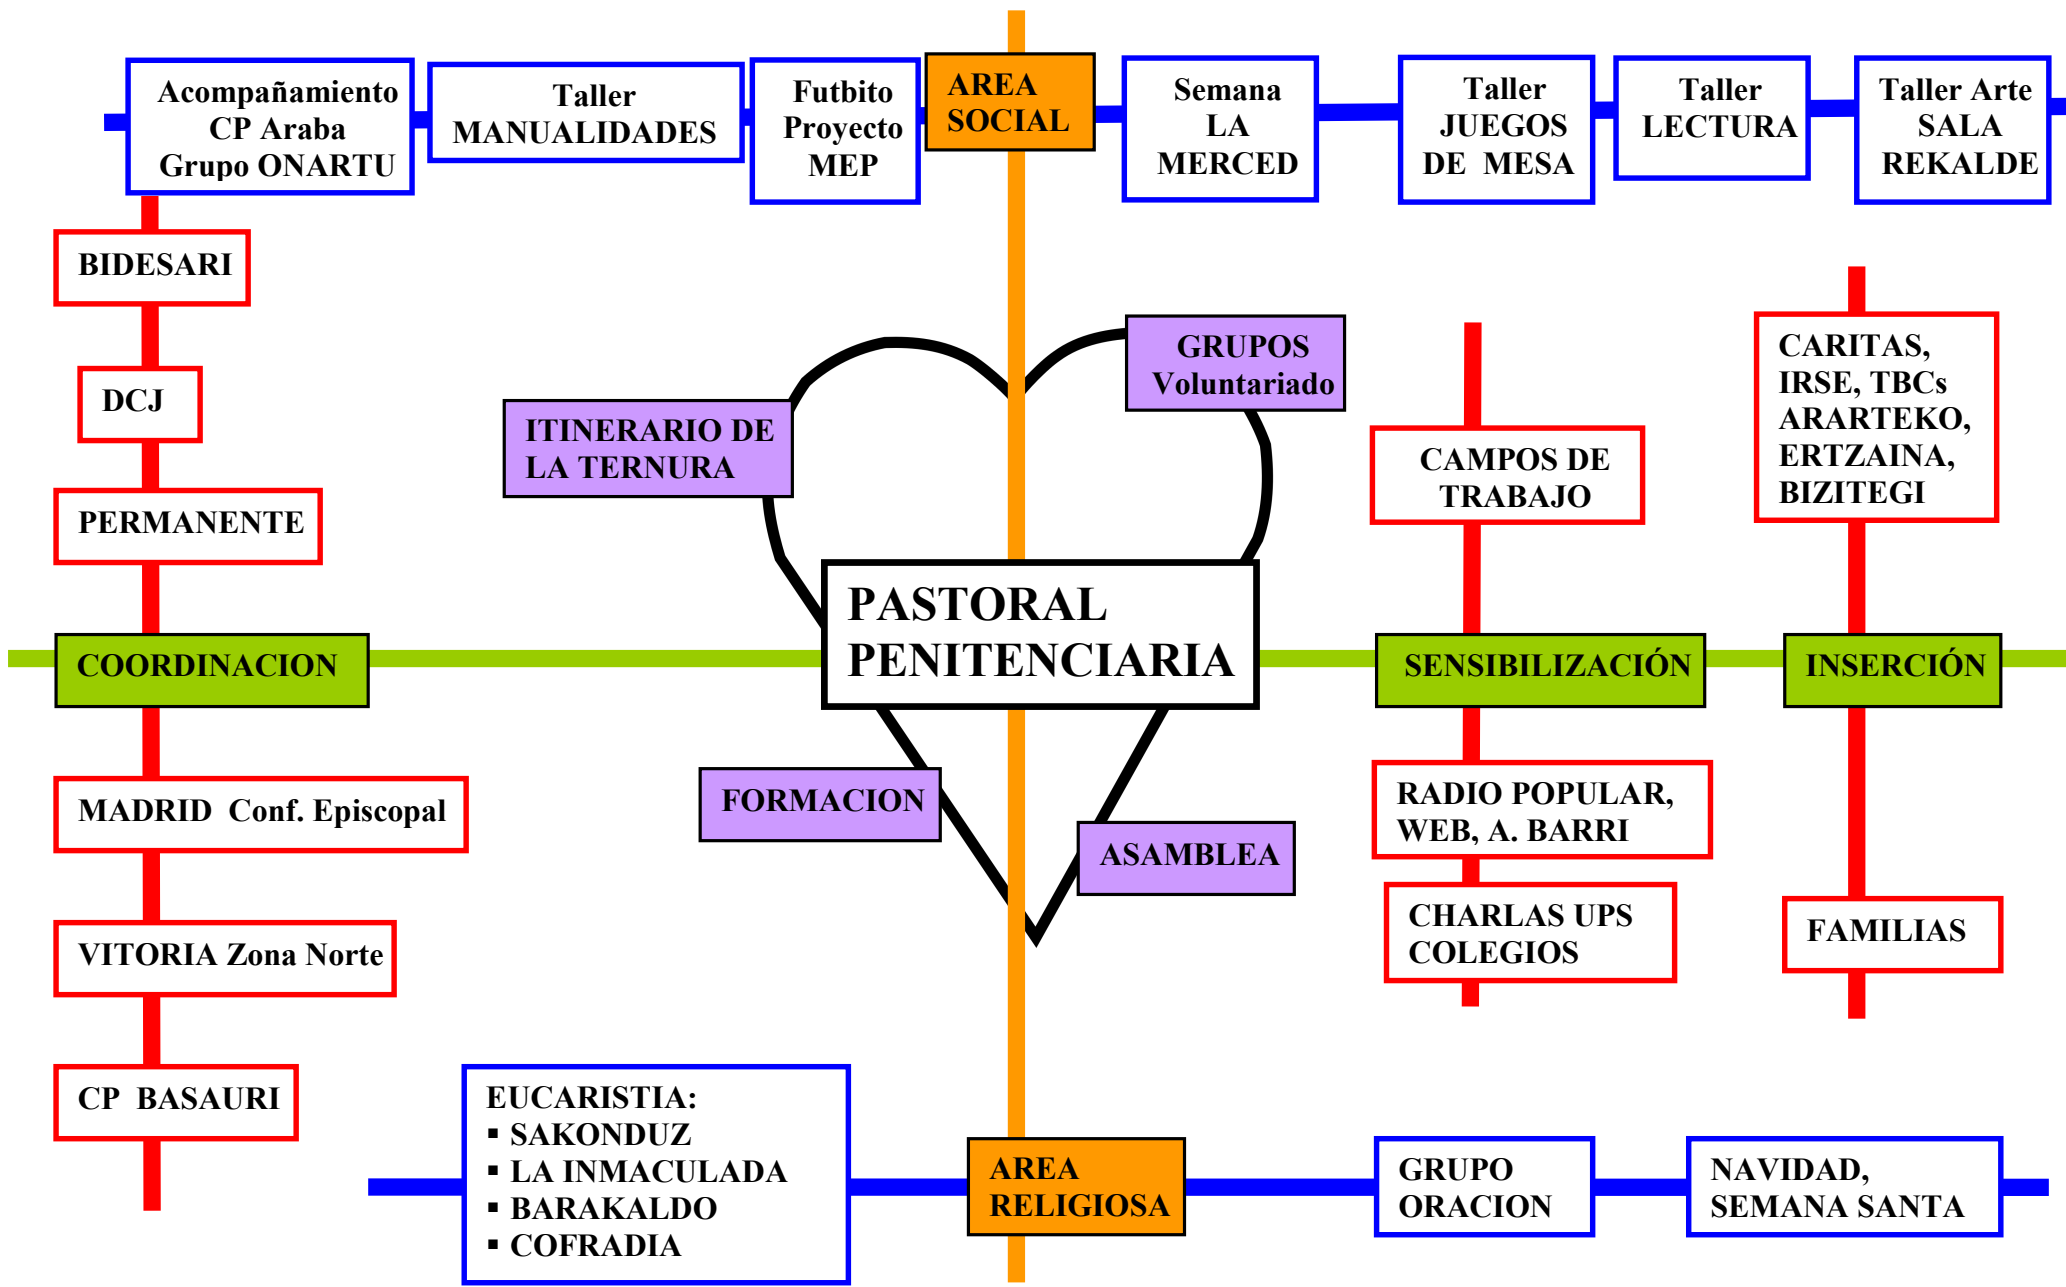 Acompañamiento
CP Araba
Grupo ONARTU
Taller
MANUALIDADES
Futbito
Proyecto
MEP
AREA
SOCIAL
Semana
LA
MERCED
Taller
JUEGOS
DE MESA
Taller
LECTURA
Taller Arte
SALA
REKALDE
BIDESARI
DCJ
PERMANENTE
COORDINACION
MADRID Conf. Episcopal
VITORIA Zona Norte
CP BASAURI
ITINERARIO DE
LA TERNURA
GRUPOS
Voluntariado
PASTORAL
PENITENCIARIA
FORMACION
ASAMBLEA
CAMPOS DE
TRABAJO
SENSIBILIZACIÓN
RADIO POPULAR,
WEB, A. BARRI
CHARLAS UPS
COLEGIOS
CARITAS,
IRSE, TBCs
ARARTEKO,
ERTZAINA,
BIZITEGI
INSERCIÓN
FAMILIAS
EUCARISTIA:
▪ SAKONDUZ
▪ LA INMACULADA
▪ BARAKALDO
▪ COFRADIA
AREA
RELIGIOSA
GRUPO
ORACION
NAVIDAD,
SEMANA SANTA